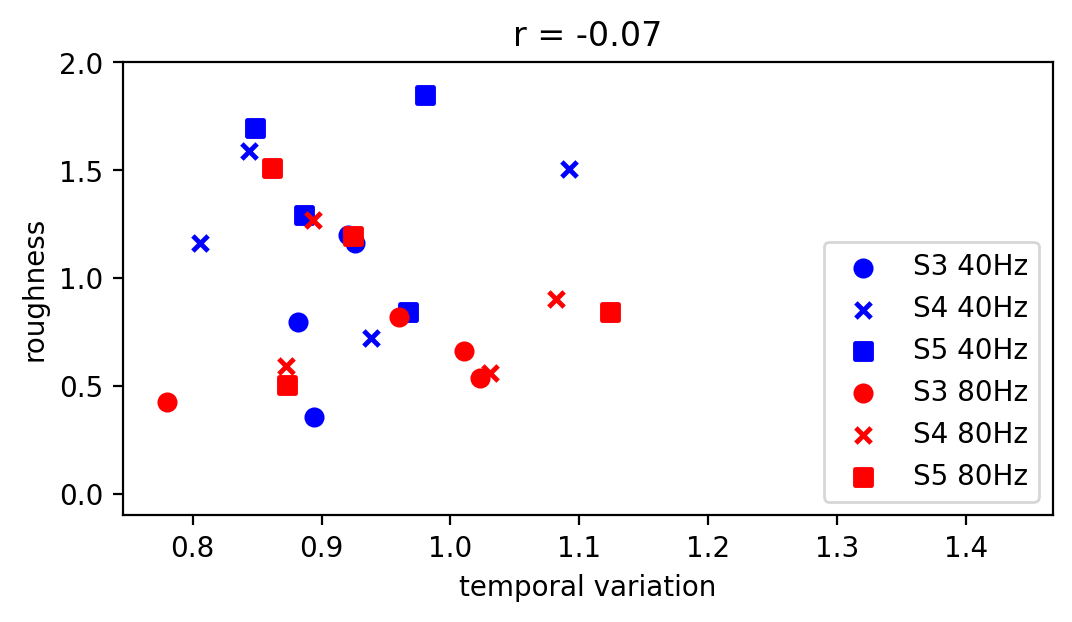 r = -0.07
2.0
1.5
1.0
0.5
0.0
roughness
S3 40Hz
S4 40Hz
S5 40Hz
S3 80Hz
S4 80Hz
S5 80Hz
0.8 0.9 1.0 1.1 1.2 1.3 1.4
temporal variation